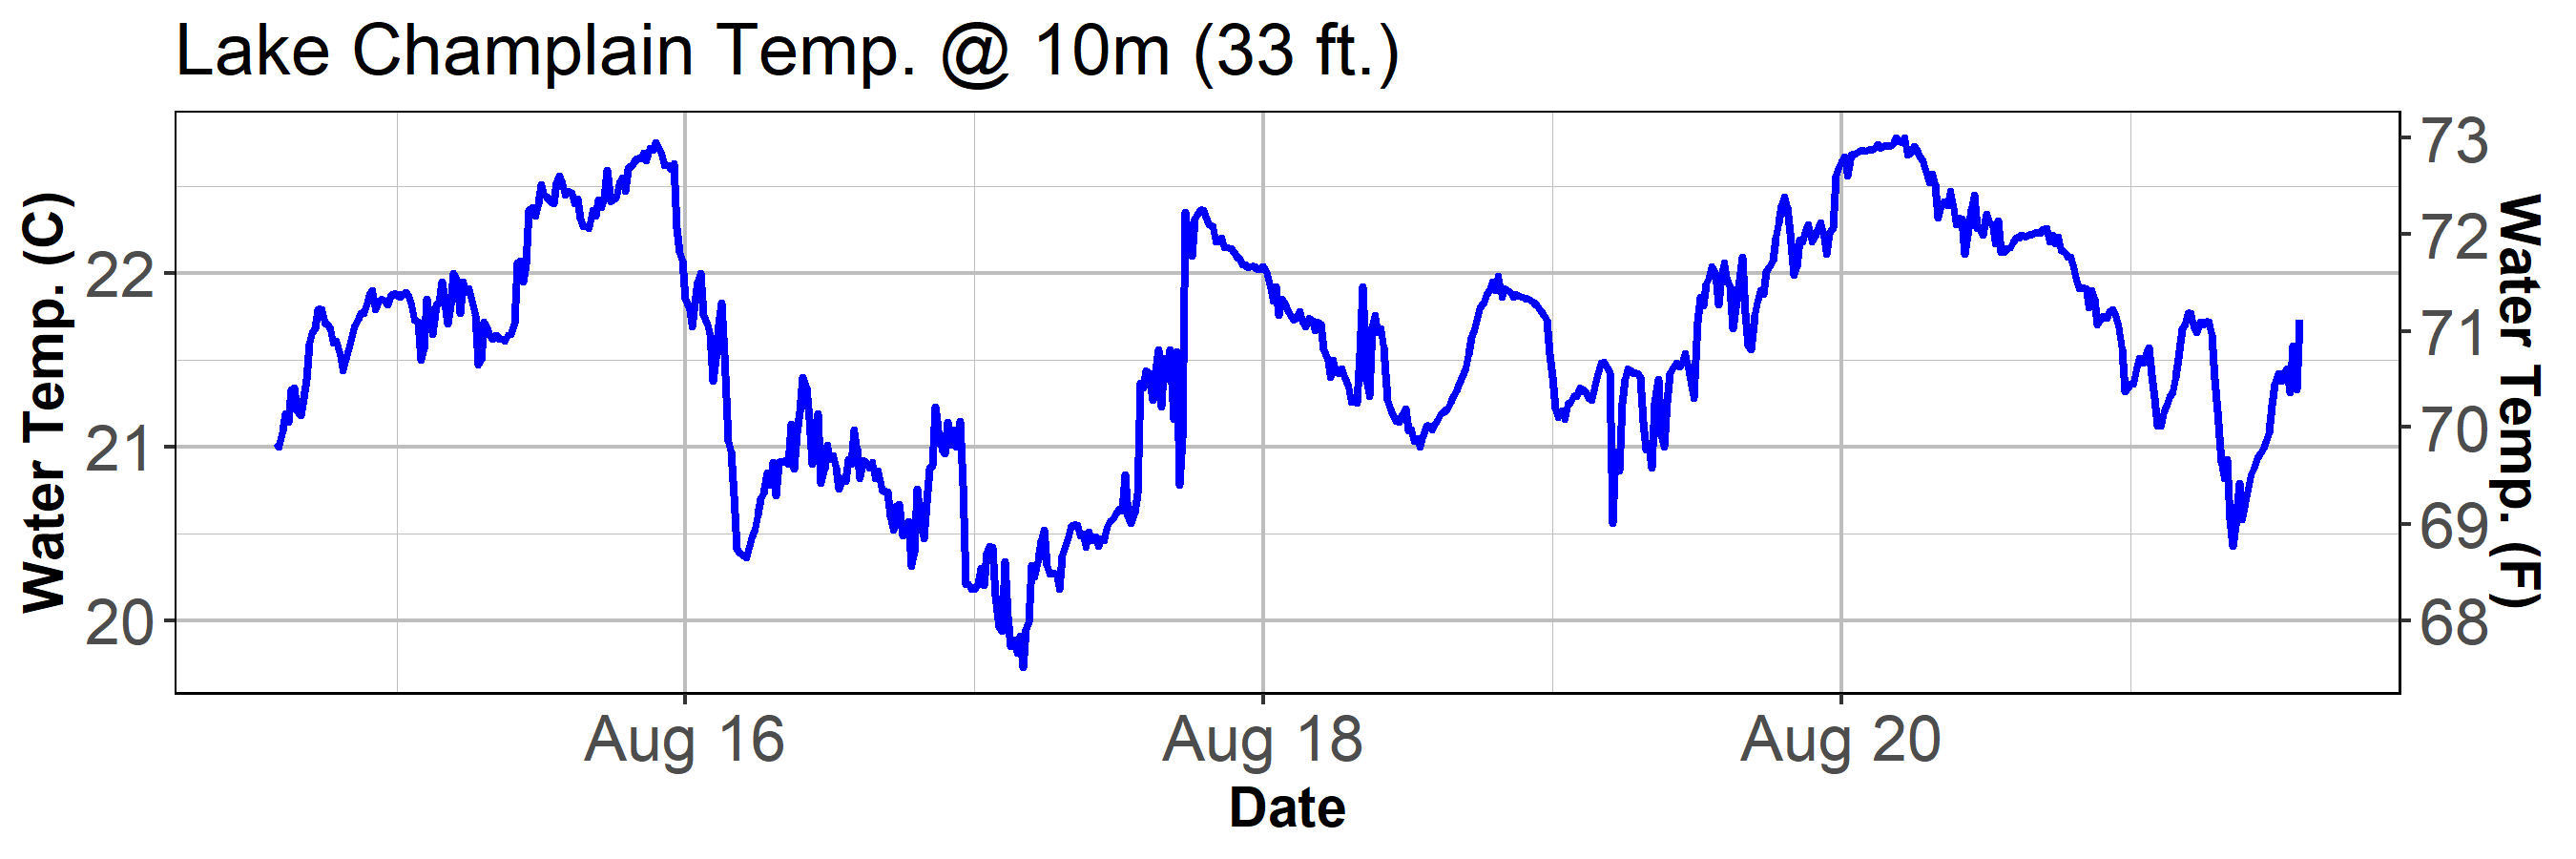 Lake Champlain Temp. @ 10m (33 ft.)
Water Temp. (C)
22
21
20
73
72
71
70
69
68
Water Temp. (F)
Aug 16 Aug 18 Aug 20
Date